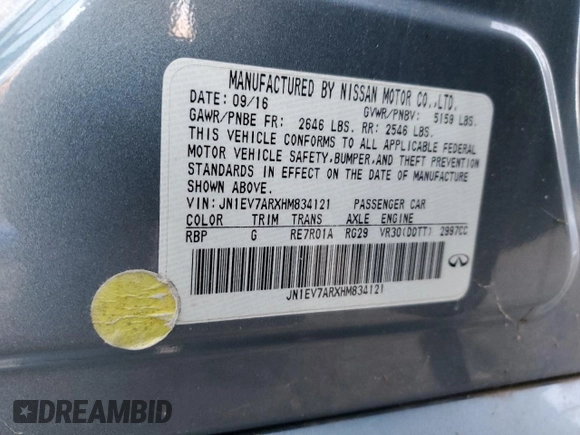 MANUFACTURED BY NISSAN MOTOR CO.,LTD.
DATE: 09/16 GVWR/PNBV: 5159 LBS.
GAWR/PNBE FR: 2646 LBS. RR: 2546 LBS.
THIS VEHICLE CONFORMS TO ALL APPLICABLE FEDERAL
MOTOR VEHICLE SAFETY, BUMPER, AND THEFT PREVENTION
STANDARDS IN EFFECT ON THE DATE OF MANUFACTURE
SHOWN ABOVE.
VIN: JN1EV7ARXHM834121 PASSENGER CAR
COLOR TRIM TRANS AXLE ENGINE
RBP G RE7R01A RG29 VR30(DDTT) 2997CC
JN1EV7ARXHM834121
INFINITI
DREAMBID